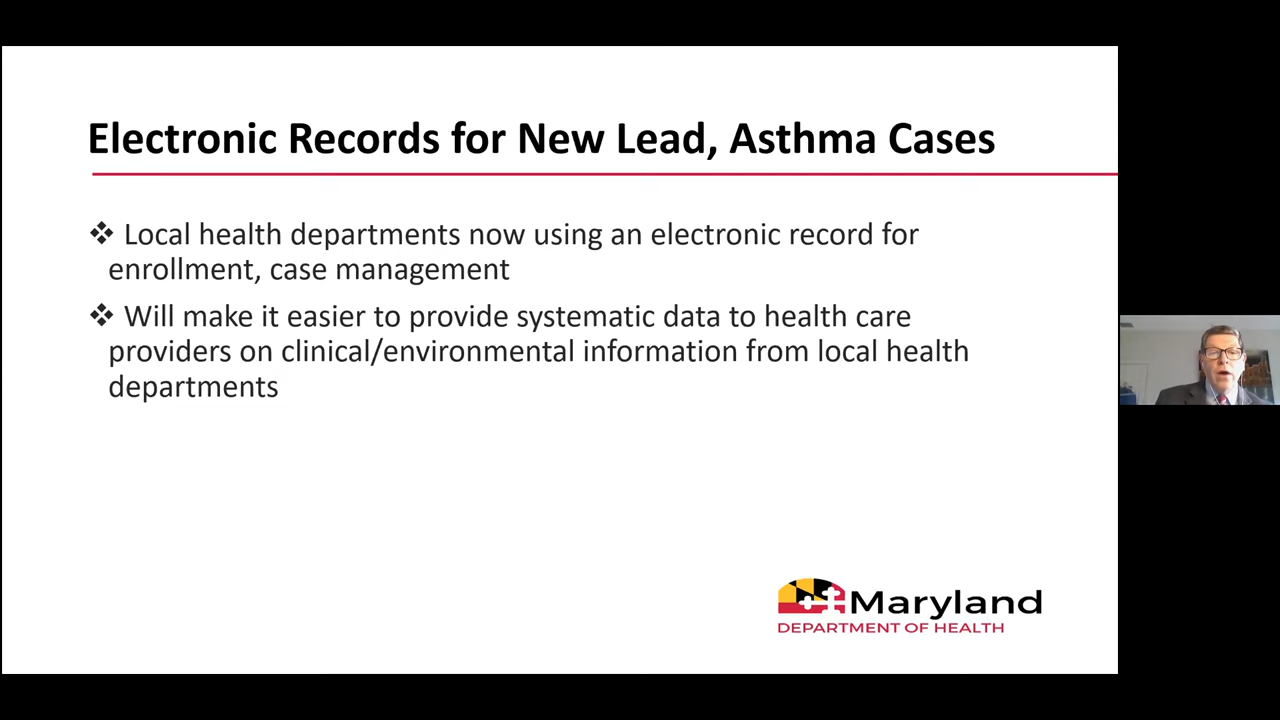 Electronic Records for New Lead, Asthma Cases
❖ Local health departments now using an electronic record for
enrollment, case management
❖ Will make it easier to provide systematic data to health care
providers on clinical/environmental information from local health
departments
Maryland
DEPARTMENT OF HEALTH